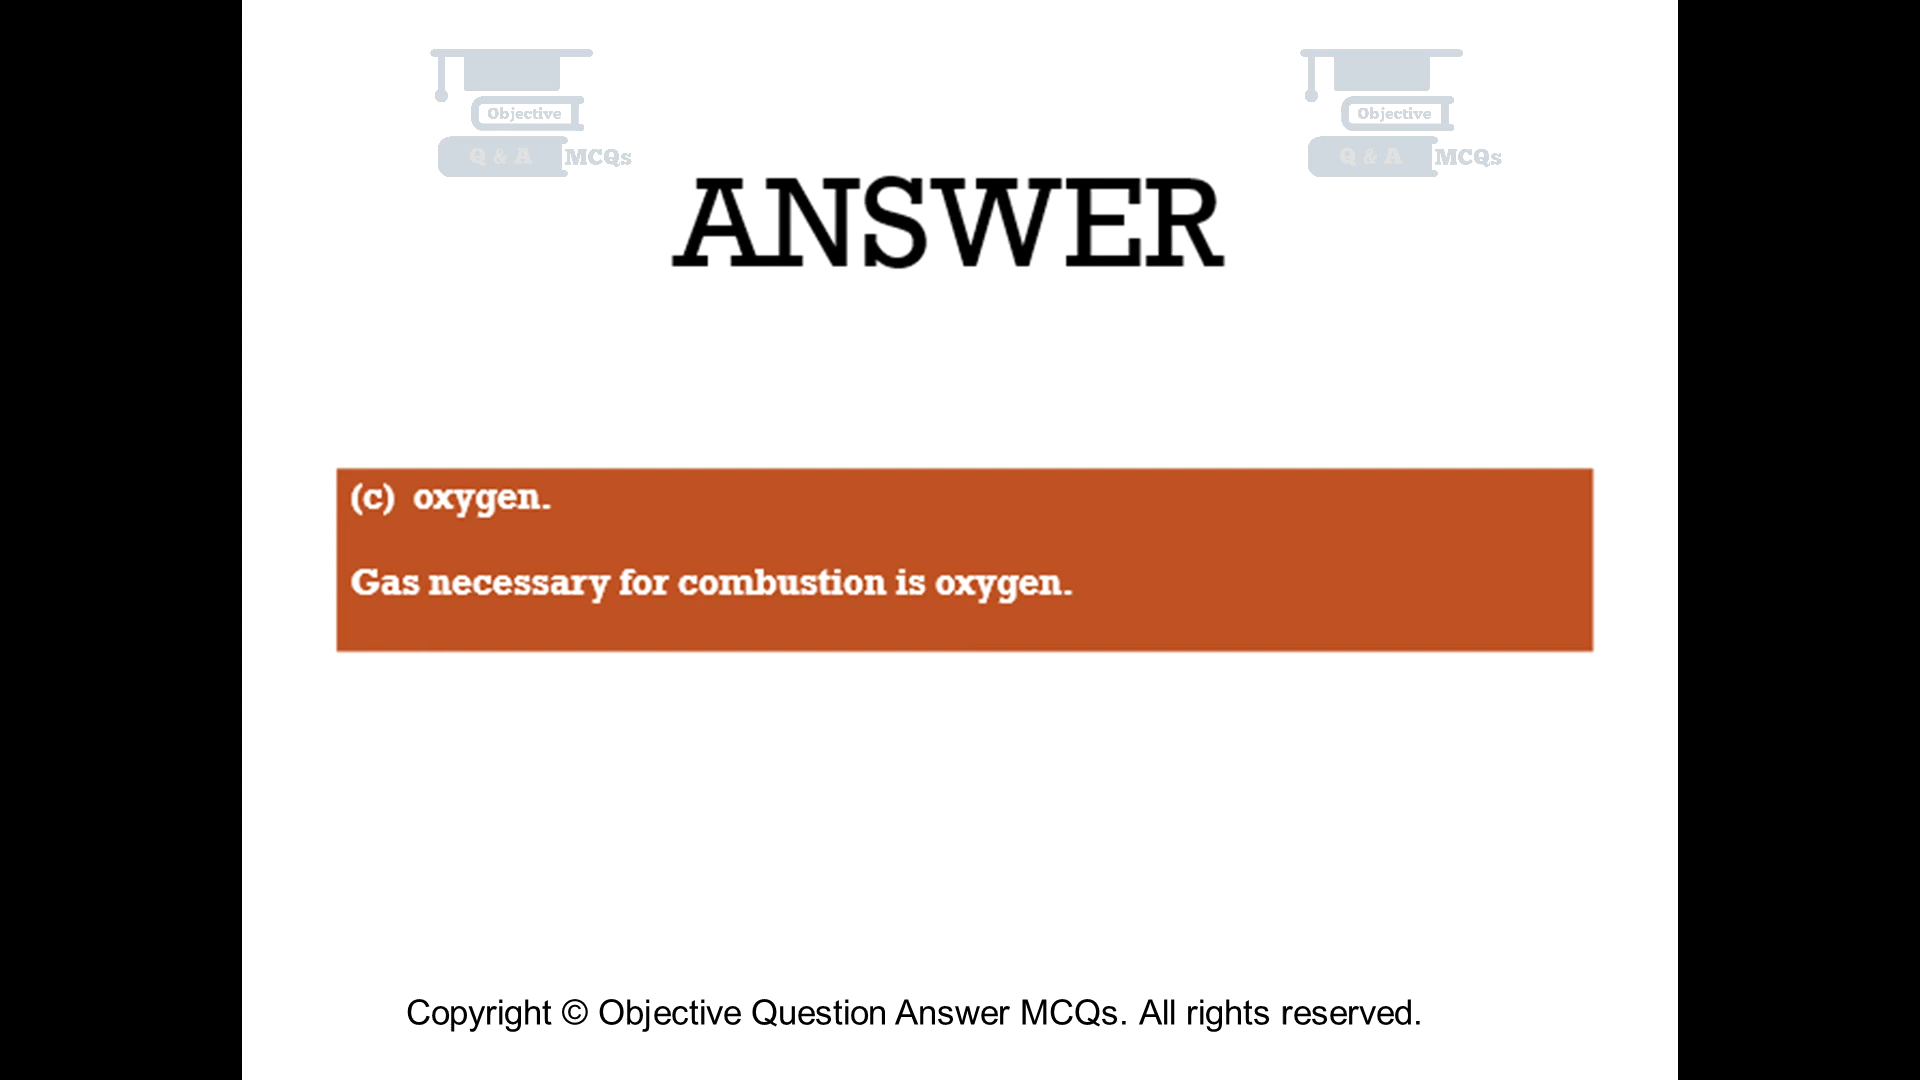 Objective
Q & A MCQs
Objective
Q & A MCQs
ANSWER
(c) oxygen.
Gas necessary for combustion is oxygen.
Copyright © Objective Question Answer MCQs. All rights reserved.